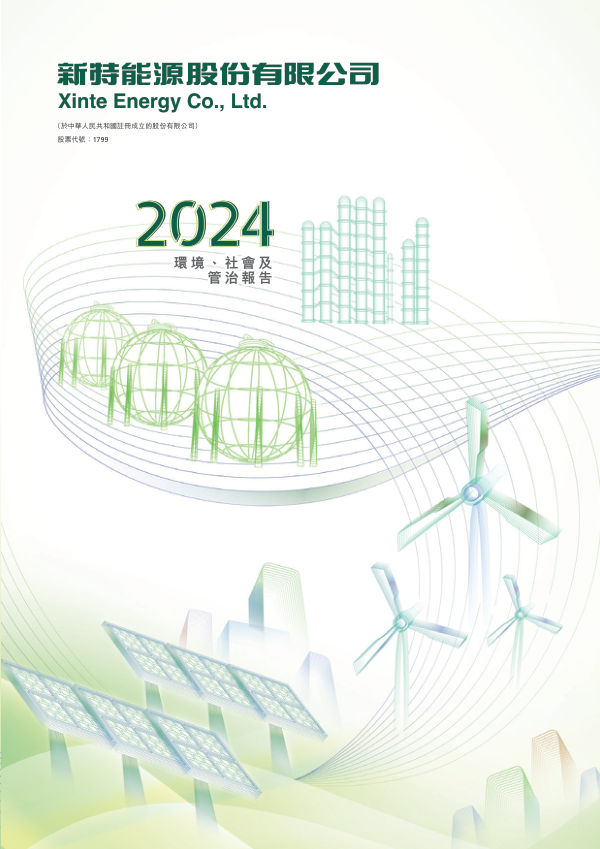 新特能源股份有限公司
Xinte Energy Co., Ltd.
(於中華人民共和國註冊成立的股份有限公司)
股票代號：1799
2024
環境、社會及
管治報告